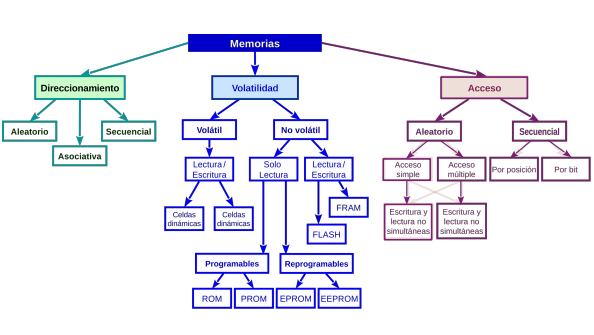 Memorias
Direccionamiento
Volatilidad
Acceso
Aleatorio
Secuencial
Asociativa
Volátil
No volátil
Aleatorio
Secuencial
Lectura/
Escritura
Solo
Lectura
Lectura/
Escritura
Acceso
simple
Acceso
múltiple
Por posición
Por bit
Celdas
dinámicas
Celdas
dinámicas
FRAM
FLASH
Escritura y
lectura no
simultáneas
Escritura y
lectura no
simultáneas
Programables
Reprogramables
ROM
PROM
EPROM
EEPROM